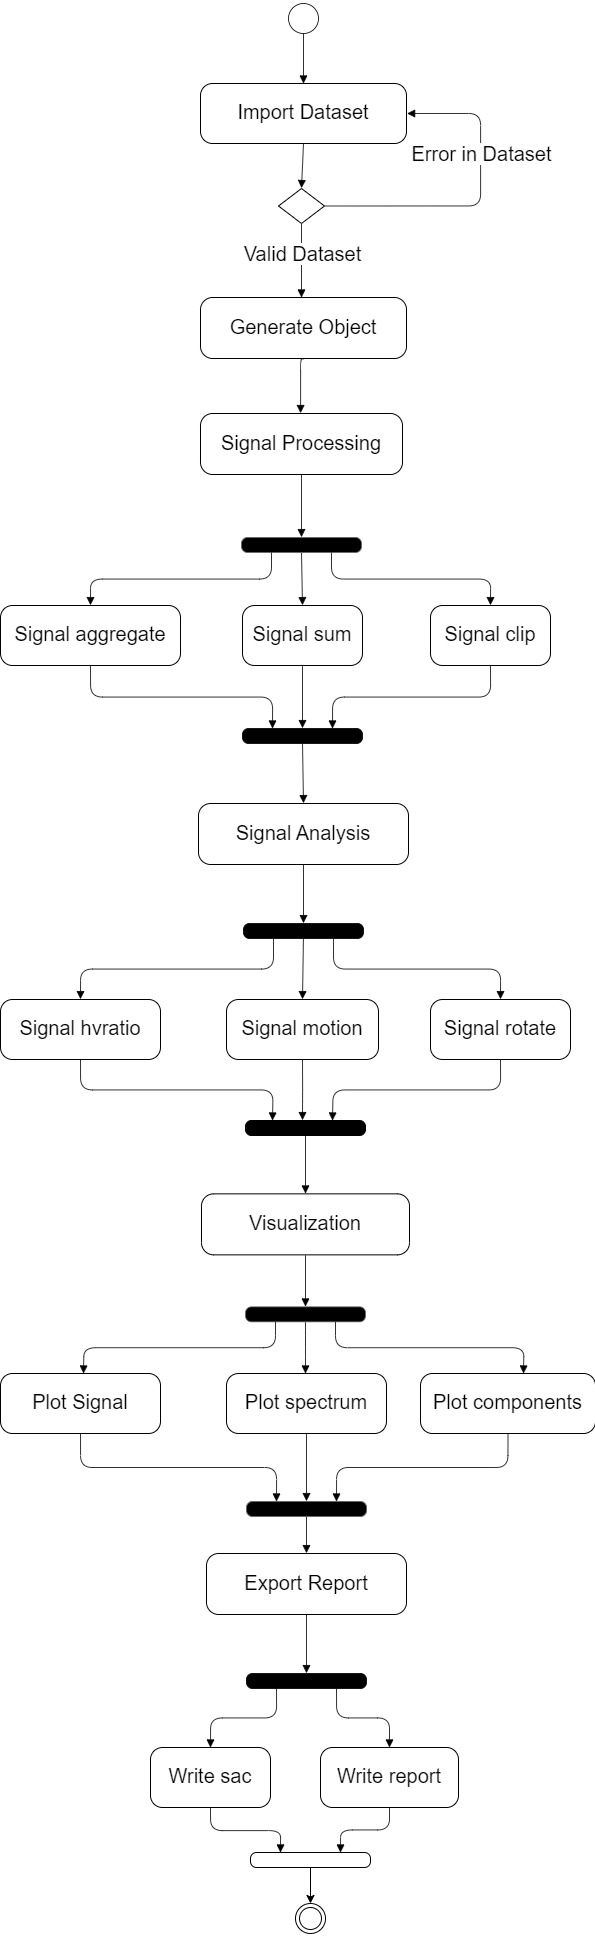 Import Dataset
Error in Dataset
Valid Dataset
Generate Object
Signal Processing
Signal aggregate
Signal sum
Signal clip
Signal Analysis
Signal hvratio
Signal motion
Signal rotate
Visualization
Plot Signal
Plot spectrum
Plot components
Export Report
Write sac
Write report